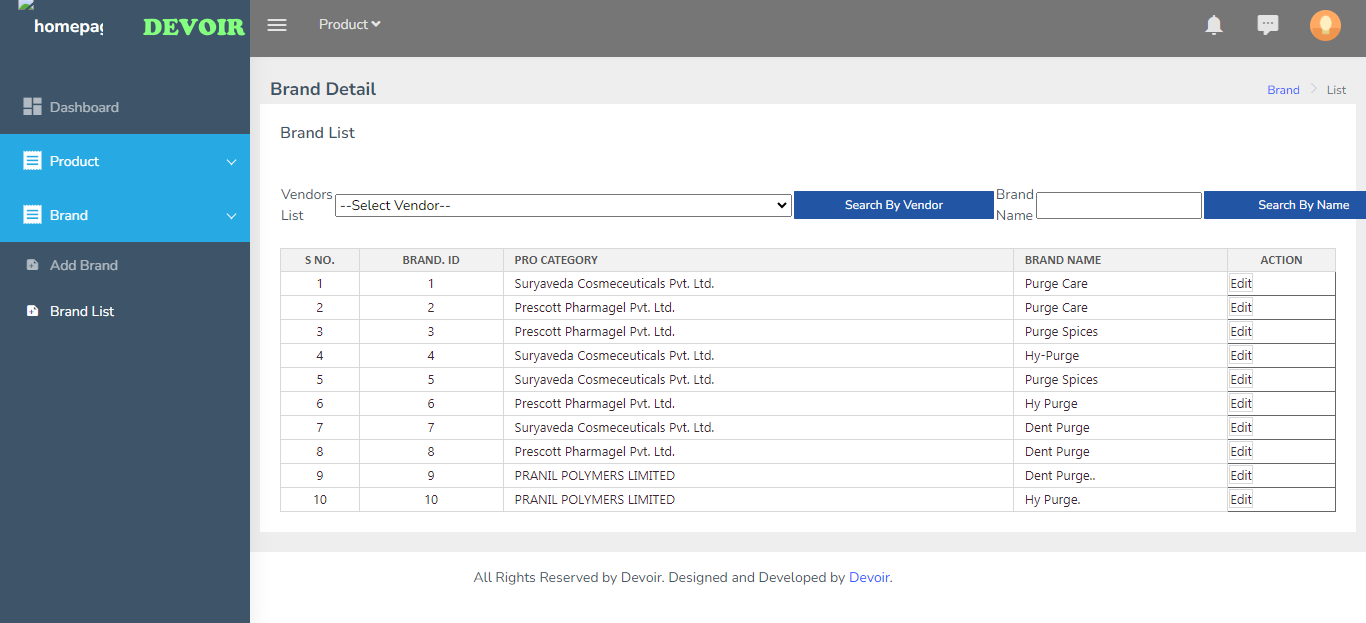 homepag
DEVOIR
Product
Dashboard
Product
Brand
Add Brand
Brand List
Brand Detail
Brand > List
Brand List
Vendors List --Select Vendor-- Search By Vendor Brand Name Search By Name
S NO. BRAND. ID PRO CATEGORY BRAND NAME ACTION
1 1 Suryaveda Cosmeceuticals Pvt. Ltd. Purge Care Edit
2 2 Prescott Pharmagel Pvt. Ltd. Purge Care Edit
3 3 Prescott Pharmagel Pvt. Ltd. Purge Spices Edit
4 4 Suryaveda Cosmeceuticals Pvt. Ltd. Hy-Purge Edit
5 5 Suryaveda Cosmeceuticals Pvt. Ltd. Purge Spices Edit
6 6 Prescott Pharmagel Pvt. Ltd. Hy Purge Edit
7 7 Suryaveda Cosmeceuticals Pvt. Ltd. Dent Purge Edit
8 8 Prescott Pharmagel Pvt. Ltd. Dent Purge Edit
9 9 PRANIL POLYMERS LIMITED Dent Purge.. Edit
10 10 PRANIL POLYMERS LIMITED Hy Purge. Edit
All Rights Reserved by Devoir. Designed and Developed by Devoir.